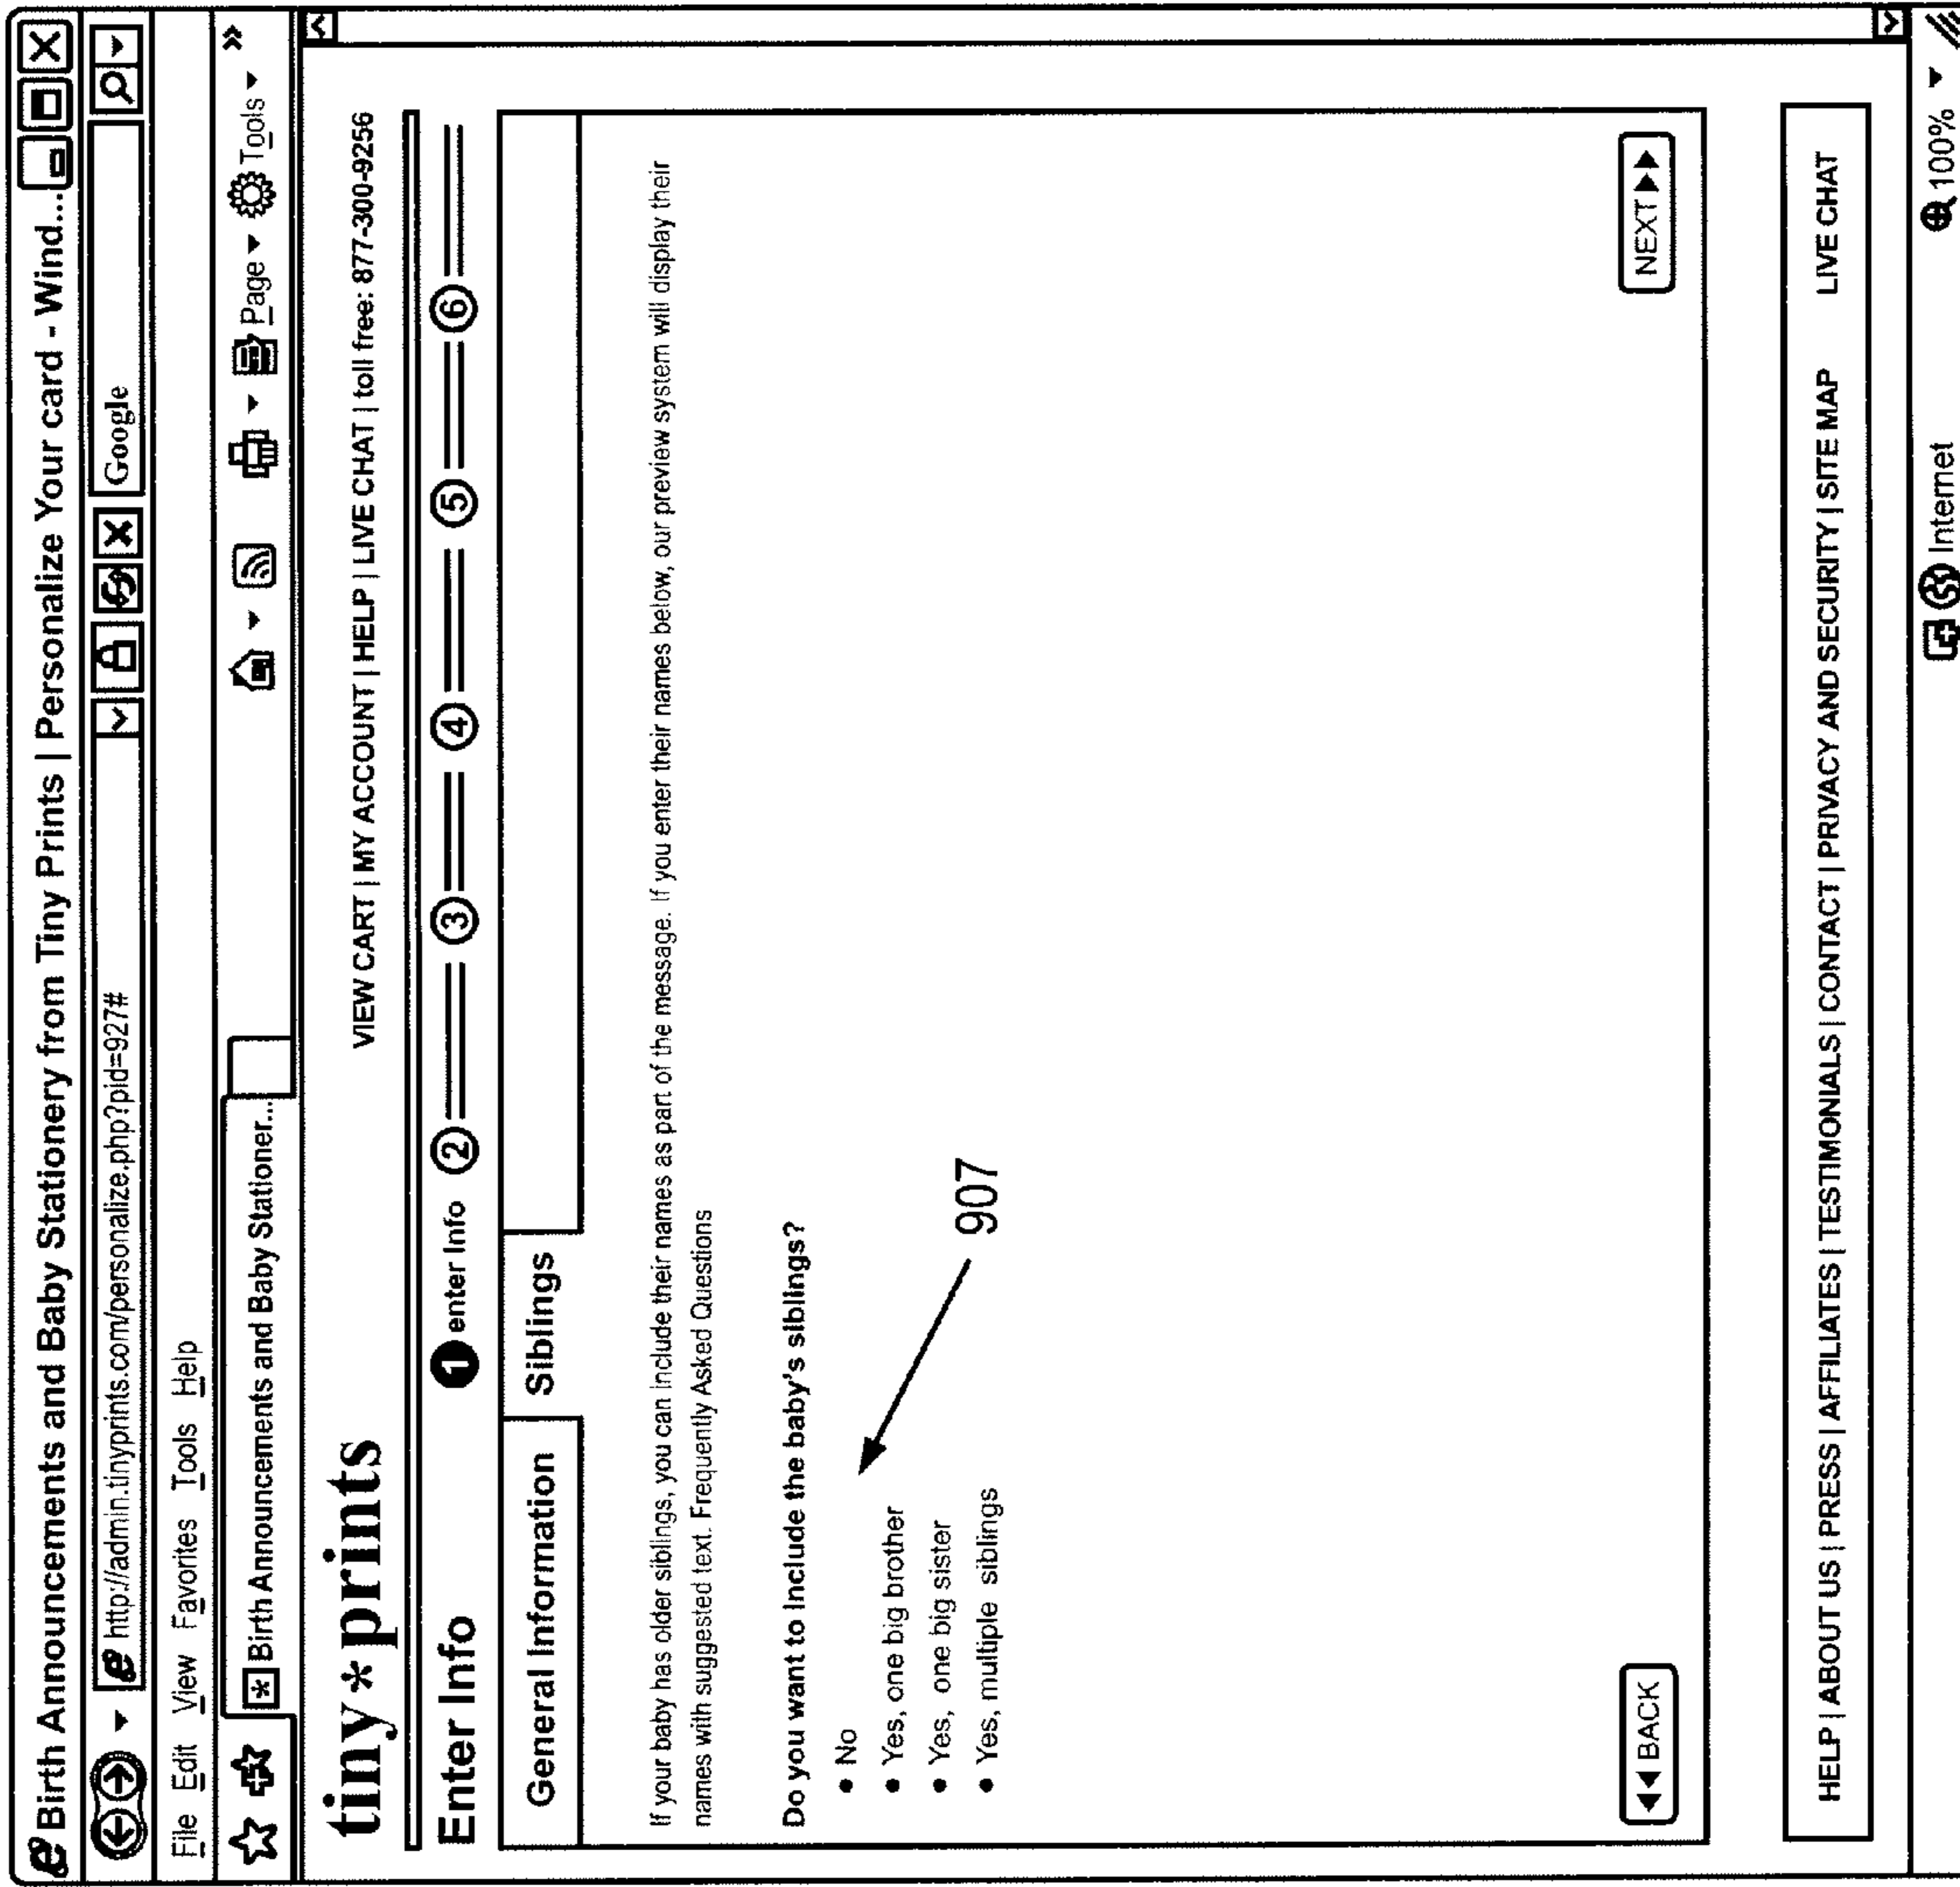 Birth Announcements and Baby Stationery from Tiny Prints | Personalize Your card - Wind...
http://admin.tinyprints.com/personalize.php?pid=927#
Google
File Edit View Favorites Tools Help
Birth Announcements and Baby Stationer...
Page Tools
tiny*prints
VIEW CART | MY ACCOUNT | HELP | LIVE CHAT | toll free: 877-300-9256
Enter Info
1 enter Info 2 3 4 5 6
General Information Siblings
If your baby has older siblings, you can include their names as part of the message. If you enter their names below, our preview system will display their
names with suggested text. Frequently Asked Questions
Do you want to Include the baby's siblings?
• No
• Yes, one big brother
• Yes, one big sister
• Yes, multiple siblings
907
BACK
NEXT
HELP | ABOUT US | PRESS | AFFILIATES | TESTIMONIALS | CONTACT | PRIVACY AND SECURITY | SITE MAP LIVE CHAT
Internet 100%